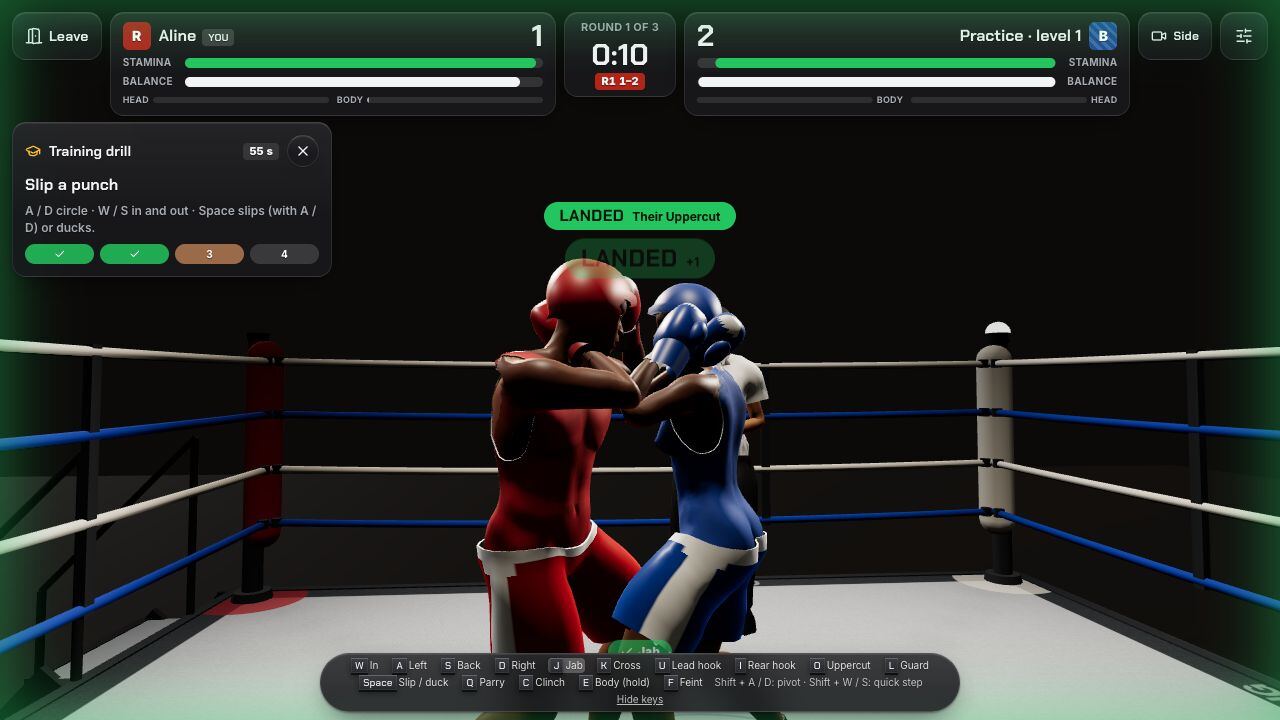 Leave
R Aline YOU 1
STAMINA
BALANCE
HEAD BODY
ROUND 1 OF 3
0:10
R1 1–2
2 Practice · level 1 B
STAMINA
BALANCE
BODY HEAD
Side
Training drill 55 s
Slip a punch
A / D circle · W / S in and out · Space slips (with A /
D) or ducks.
3 4
LANDED Their Uppercut
LANDED +1
Jab
W In A Left S Back D Right J Jab K Cross U Lead hook I Rear hook O Uppercut L Guard
Space Slip / duck Q Parry C Clinch E Body (hold) F Feint Shift + A / D: pivot · Shift + W / S: quick step
Hide keys